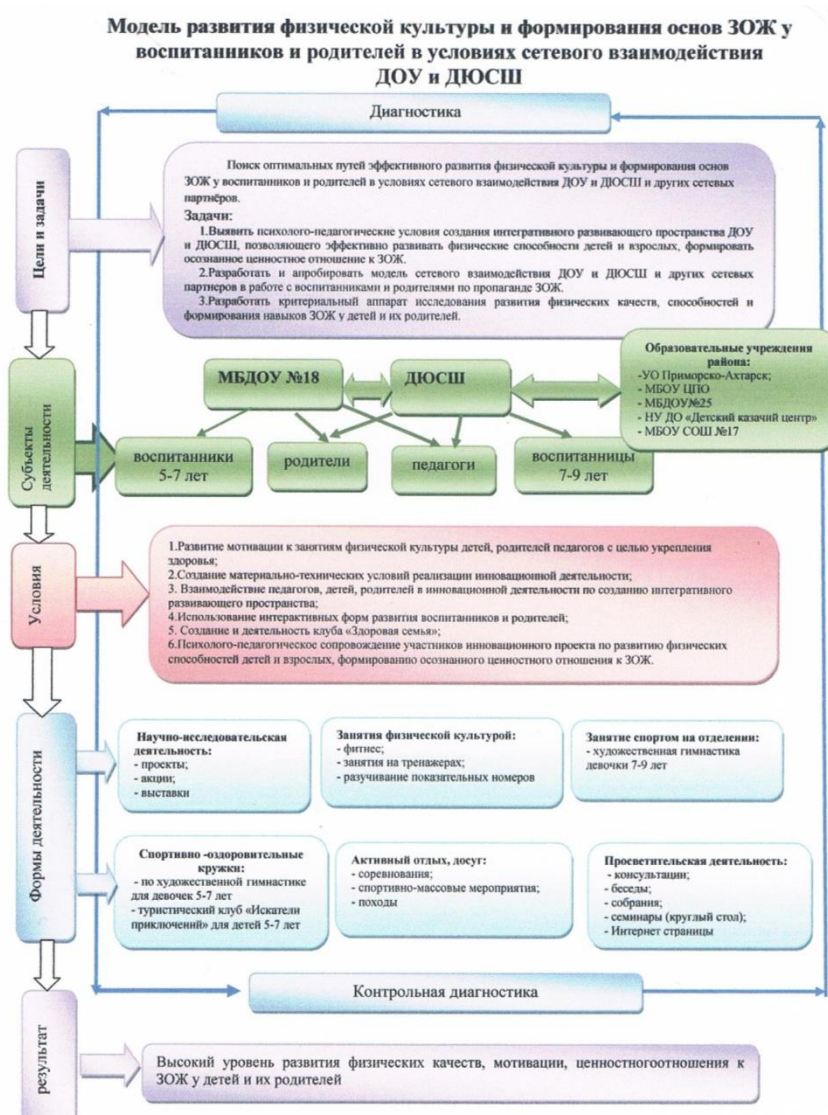 Модель развития физической культуры и формирования основ ЗОЖ у
воспитанников и родителей в условиях сетевого взаимодействия
ДОУ и ДЮСШ
Диагностика
Цели и задачи
Поиск оптимальных путей эффективного развития физической культуры и формирования основ
ЗОЖ у воспитанников и родителей в условиях сетевого взаимодействия ДОУ и ДЮСШ и других сетевых
партнёров.
Задачи:
1.Выявить психолого-педагогические условия создания интегративного развивающего пространства ДОУ
и ДЮСШ, позволяющего эффективно развивать физические способности детей и взрослых, формировать
осознанное ценностное отношение к ЗОЖ.
2.Разработать и апробировать модель сетевого взаимодействия ДОУ и ДЮСШ и других сетевых
партнеров в работе с воспитанниками и родителями по пропаганде ЗОЖ.
3.Разработать критериальный аппарат исследования развития физических качеств, способностей и
формирования навыков ЗОЖ у детей и их родителей.
Субъекты
деятельности
МБДОУ №18
ДЮСШ
Образовательные учреждения
района:
-УО Приморско-Ахтарск;
- МБОУ ЦПО
- МБДОУ№25
- НУ ДО «Детский казачий центр»
- МБОУ СОШ №17
воспитанники
5-7 лет
родители
педагоги
воспитанницы
7-9 лет
Условия
1.Развитие мотивации к занятиям физической культуры детей, родителей педагогов с целью укрепления
здоровья;
2.Создание материально-технических условий реализации инновационной деятельности;
3. Взаимодействие педагогов, детей, родителей в инновационной деятельности по созданию интегративного
развивающего пространства;
4.Использование интерактивных форм развития воспитанников и родителей;
5. Создание и деятельность клуба «Здоровая семья»;
6.Психолого-педагогическое сопровождение участников инновационного проекта по развитию физических
способностей детей и взрослых, формированию осознанного ценностного отношения к ЗОЖ.
Формы деятельности
Научно-исследовательская
деятельность:
- проекты;
- акции;
- выставки
Занятия физической культурой:
- фитнес;
- занятия на тренажерах;
- разучивание показательных номеров
Занятие спортом на отделении:
- художественная гимнастика
девочки 7-9 лет
Спортивно -оздоровительные
кружки:
- по художественной гимнастике
для девочек 5-7 лет
- туристический клуб «Искатели
приключений» для детей 5-7 лет
Активный отдых, досуг:
- соревнования;
- спортивно-массовые мероприятия;
- походы
Просветительская деятельность:
- консультации;
- беседы;
- собрания;
- семинары (круглый стол);
- Интернет страницы
Контрольная диагностика
результат
Высокий уровень развития физических качеств, мотивации, ценностногоотношения к
ЗОЖ у детей и их родителей